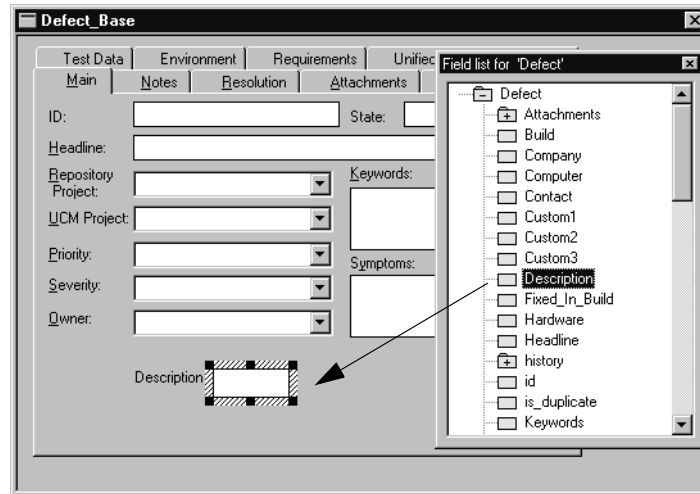 Defect_Base
Test Data Environment Requirements Unified
Main Notes Resolution Attachments
ID: State:
Headline:
Repository Project: Keywords:
UCM Project:
Priority:
Symptoms:
Severity:
Owner:
Description
Field list for 'Defect'
Defect
Attachments
Build
Company
Computer
Contact
Custom1
Custom2
Custom3
Description
Fixed_In_Build
Hardware
Headline
history
id
is_duplicate
Keywords